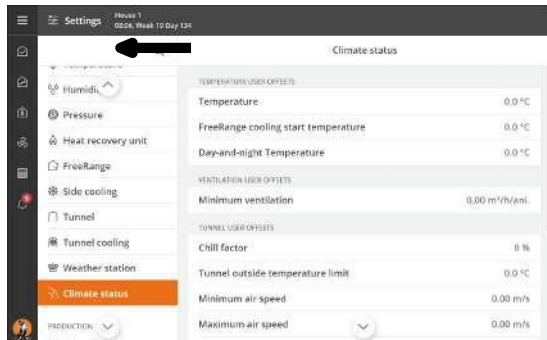 Settings
House 1
08:06, Week 19 Day 134
Climate status
Pressure
Heat recovery unit
FreeRange
Side cooling
Tunnel
Tunnel cooling
Weather station
Climate status
PRODUCTION
TEMPERATURE USER OFFSETS
Temperature 0.0 °C
FreeRange cooling start temperature 0.0 °C
Day-and-night Temperature 0.0 °C
VENTILATION USER OFFSETS
Minimum ventilation 0.00 m³/h/ani.
TUNNEL USER OFFSETS
Chill factor 0 %
Tunnel outside temperature limit 0.0 °C
Minimum air speed 0.00 m/s
Maximum air speed 0.00 m/s